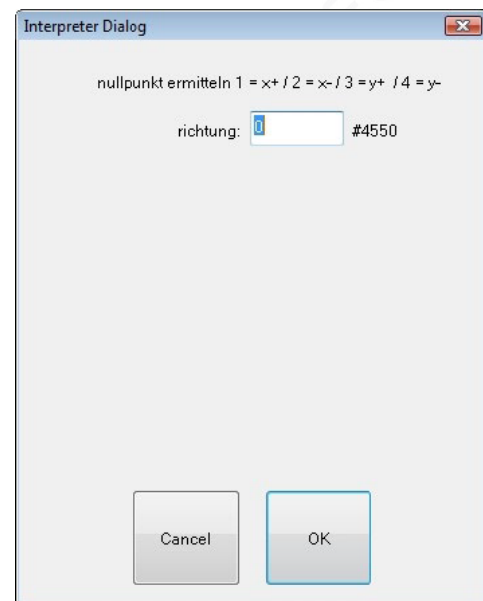 Interpreter Dialog
nullpunkt ermitteln 1 = x+ / 2 = x- / 3 = y+ / 4 = y-
richtung: 0 #4550
Cancel OK